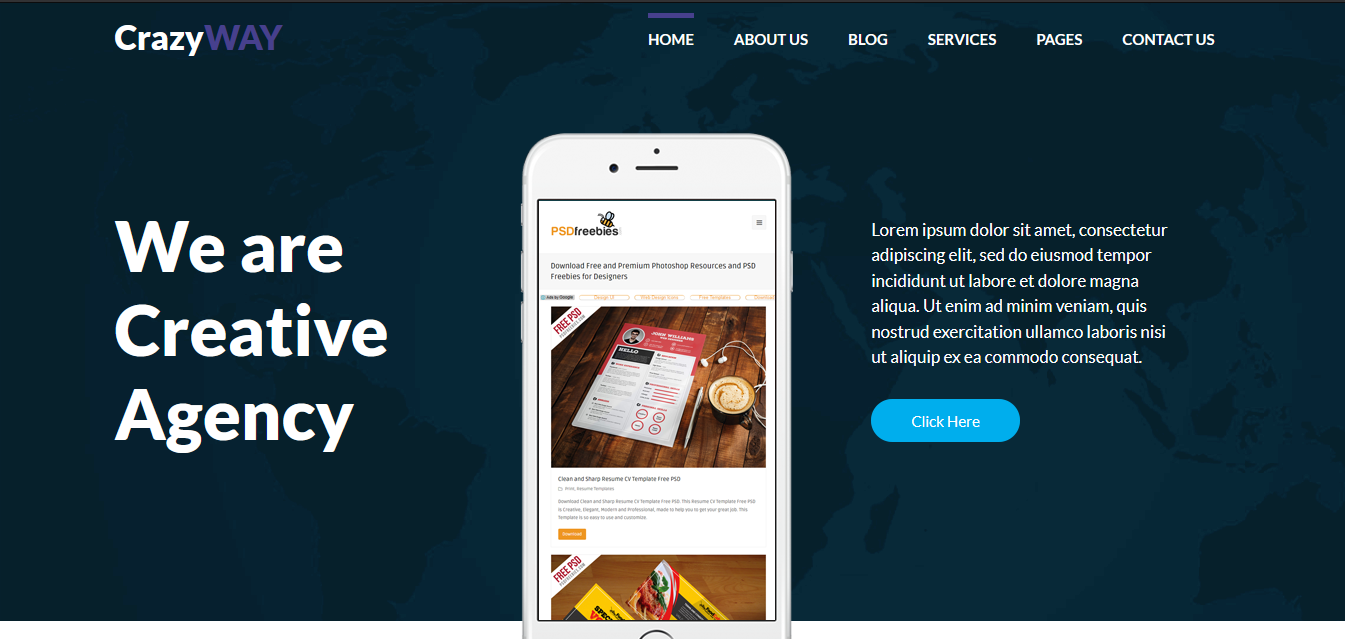 CrazyWAY
HOME
ABOUT US
BLOG
SERVICES
PAGES
CONTACT US
We are
Creative
Agency
PSDfreebies
Download Free and Premium Photoshop Resources and PSD
Freebies for Designers
Ads by Google
Design UI
Web Design Icons
Free Templates
Download
FREE PSD
JOHN WILLIAMS
HELLO
Clean and Sharp Resume CV Template Free PSD
Print, Resume Templates
Download Clean and Sharp Resume CV Template Free PSD. This Resume CV Template Free PSD
is Creative, Elegant, Modern and Professional, made to help you to get your great job. This
Template is so easy to use and customize.
Download
FREE PSD
Lorem ipsum dolor sit amet, consectetur
adipiscing elit, sed do eiusmod tempor
incididunt ut labore et dolore magna
aliqua. Ut enim ad minim veniam, quis
nostrud exercitation ullamco laboris nisi
ut aliquip ex ea commodo consequat.
Click Here